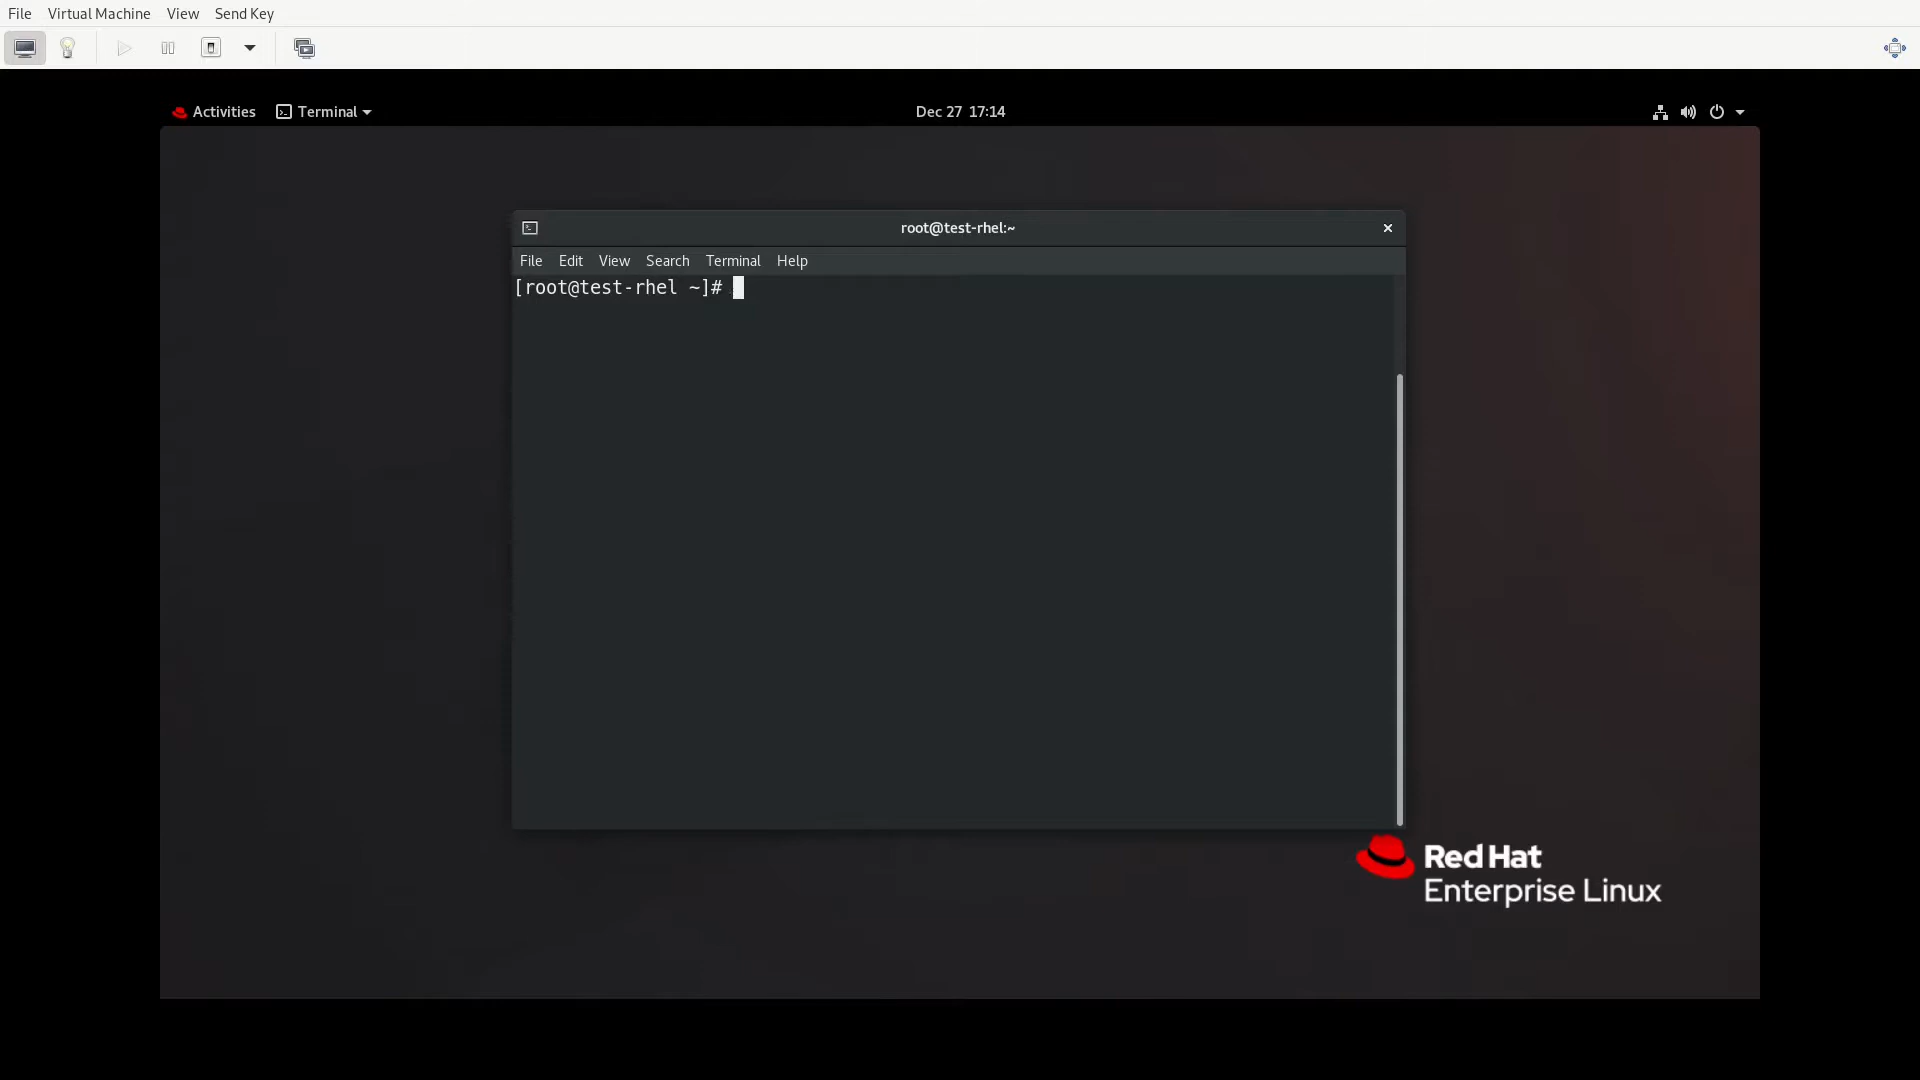 File Virtual Machine View Send Key
Activities Terminal Dec 27 17:14
root@test-rhel:~
File Edit View Search Terminal Help
[root@test-rhel ~]#
Red Hat
Enterprise Linux